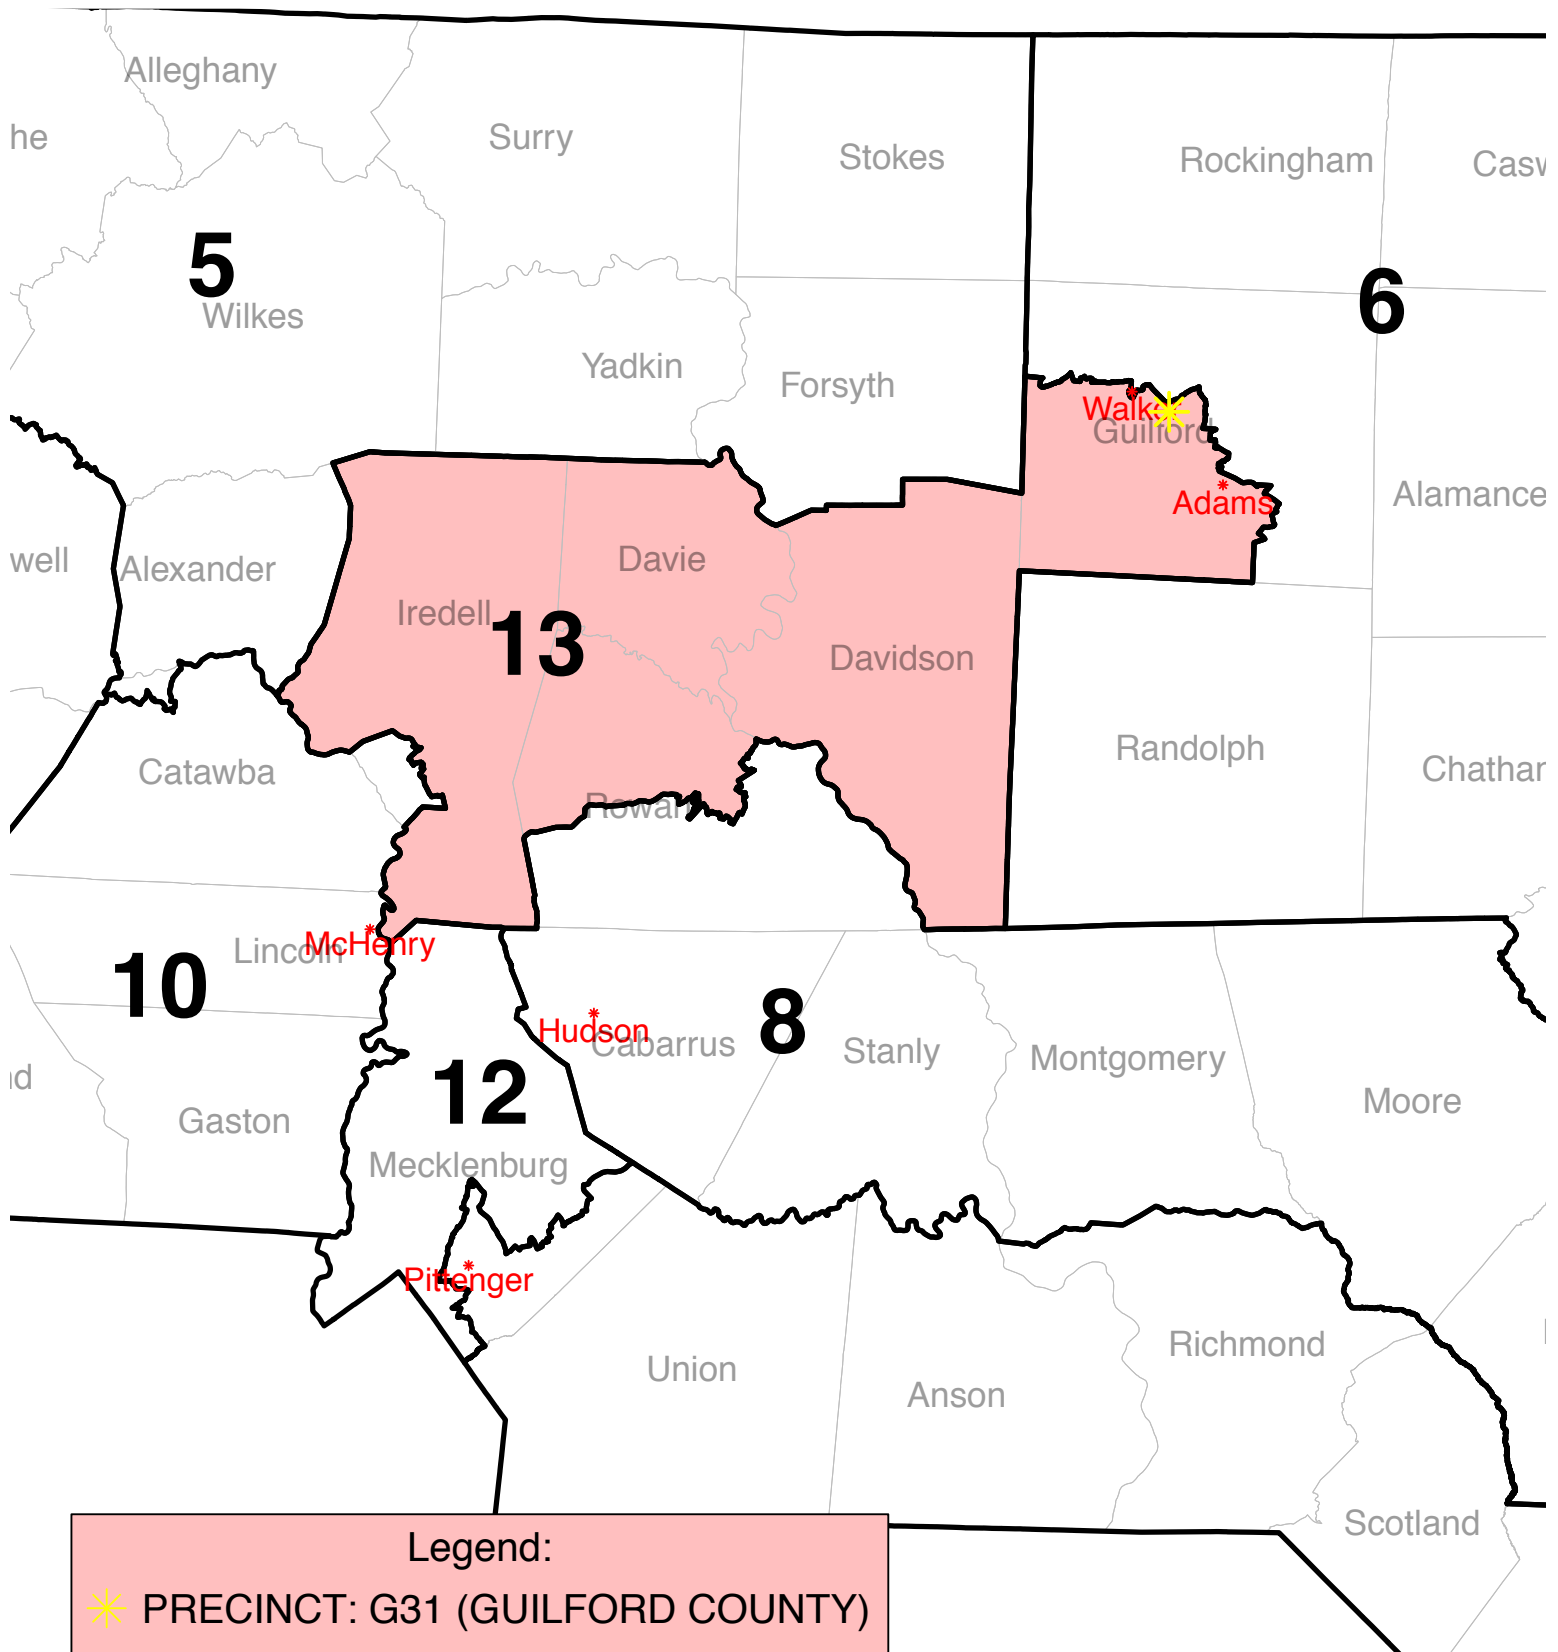 Alleghany
he
Surry
Stokes
Rockingham
Casw
5
Wilkes
6
Yadkin
Forsyth
Walke
Guilford
Alamance
Adams
well
Alexander
Davie
Iredell
13
Davidson
Randolph
Catawba
Chathar
Rowan
Lincoln
McHenry
10
8
Hudson
Cabarrus
Stanly
Montgomery
12
nd
Moore
Gaston
Mecklenburg
Pittenger
Richmond
Union
Anson
Scotland
Legend:
PRECINCT: G31 (GUILFORD COUNTY)